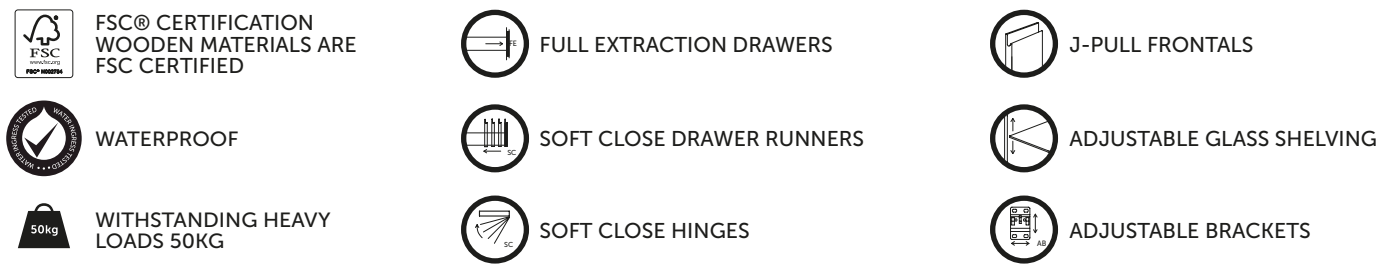 FSC
www.fsc.org
FSC® N002754
FSC® CERTIFICATION
WOODEN MATERIALS ARE
FSC CERTIFIED
FE
FULL EXTRACTION DRAWERS
J-PULL FRONTALS
WATER INGRESS TESTED • • • WATER INGRESS TESTED
WATERPROOF
SC
SOFT CLOSE DRAWER RUNNERS
ADJUSTABLE GLASS SHELVING
50kg
WITHSTANDING HEAVY
LOADS 50KG
SC
SOFT CLOSE HINGES
AB
ADJUSTABLE BRACKETS